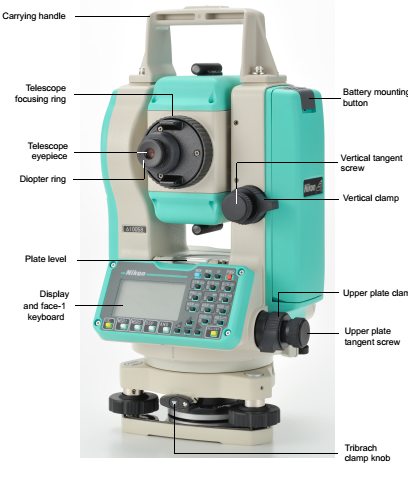 Carrying handle
Telescope
focusing ring
Battery mounting
button
Telescope
eyepiece
Vertical tangent
screw
Diopter ring
Vertical clamp
Nikon
610058
Plate level
Nikon
Display
and face-1
keyboard
Upper plate clam
Upper plate
tangent screw
Tribrach
clamp knob